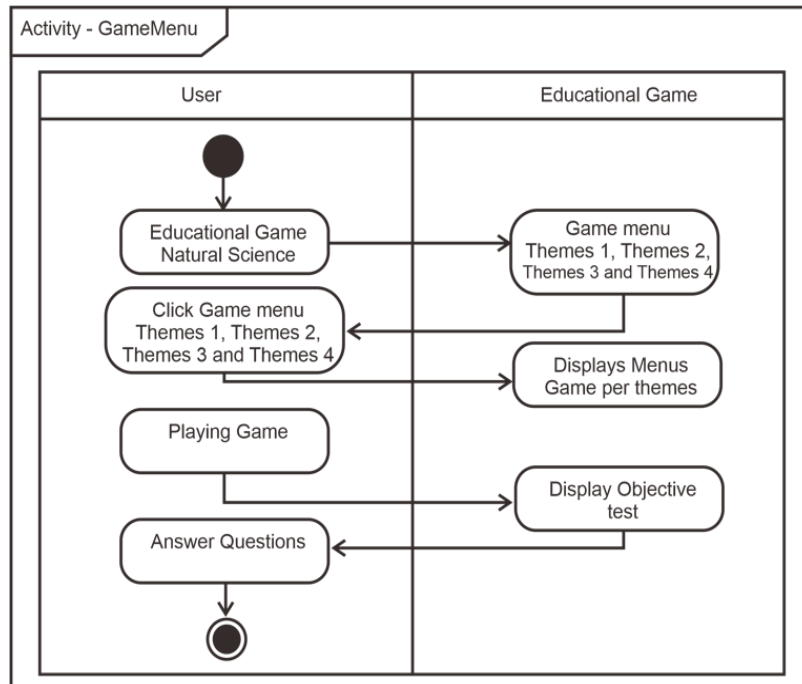 Activity - GameMenu
User
Educational Game
Educational Game
Natural Science
Game menu
Themes 1, Themes 2,
Themes 3 and Themes 4
Click Game menu
Themes 1, Themes 2,
Themes 3 and Themes 4
Displays Menus
Game per themes
Playing Game
Display Objective
test
Answer Questions